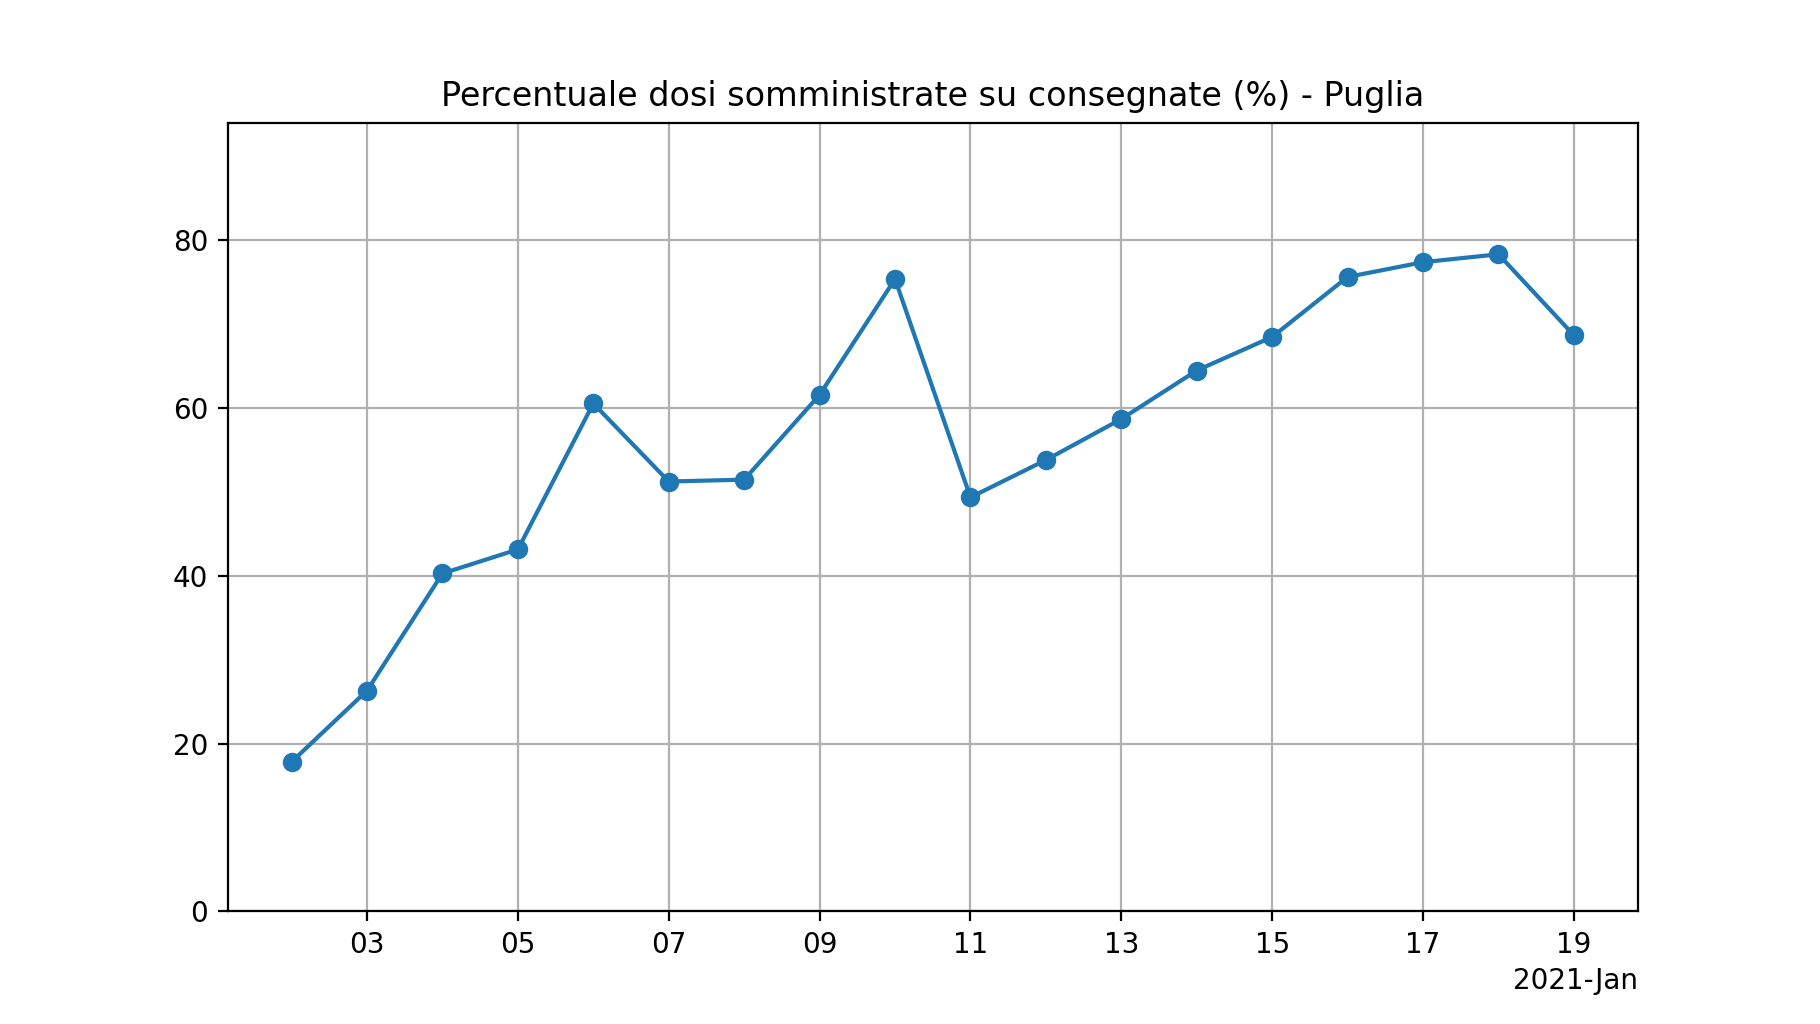 Percentuale dosi somministrate su consegnate (%) - Puglia
80
60
40
20
0
03 05 07 09 11 13 15 17 19
2021-Jan